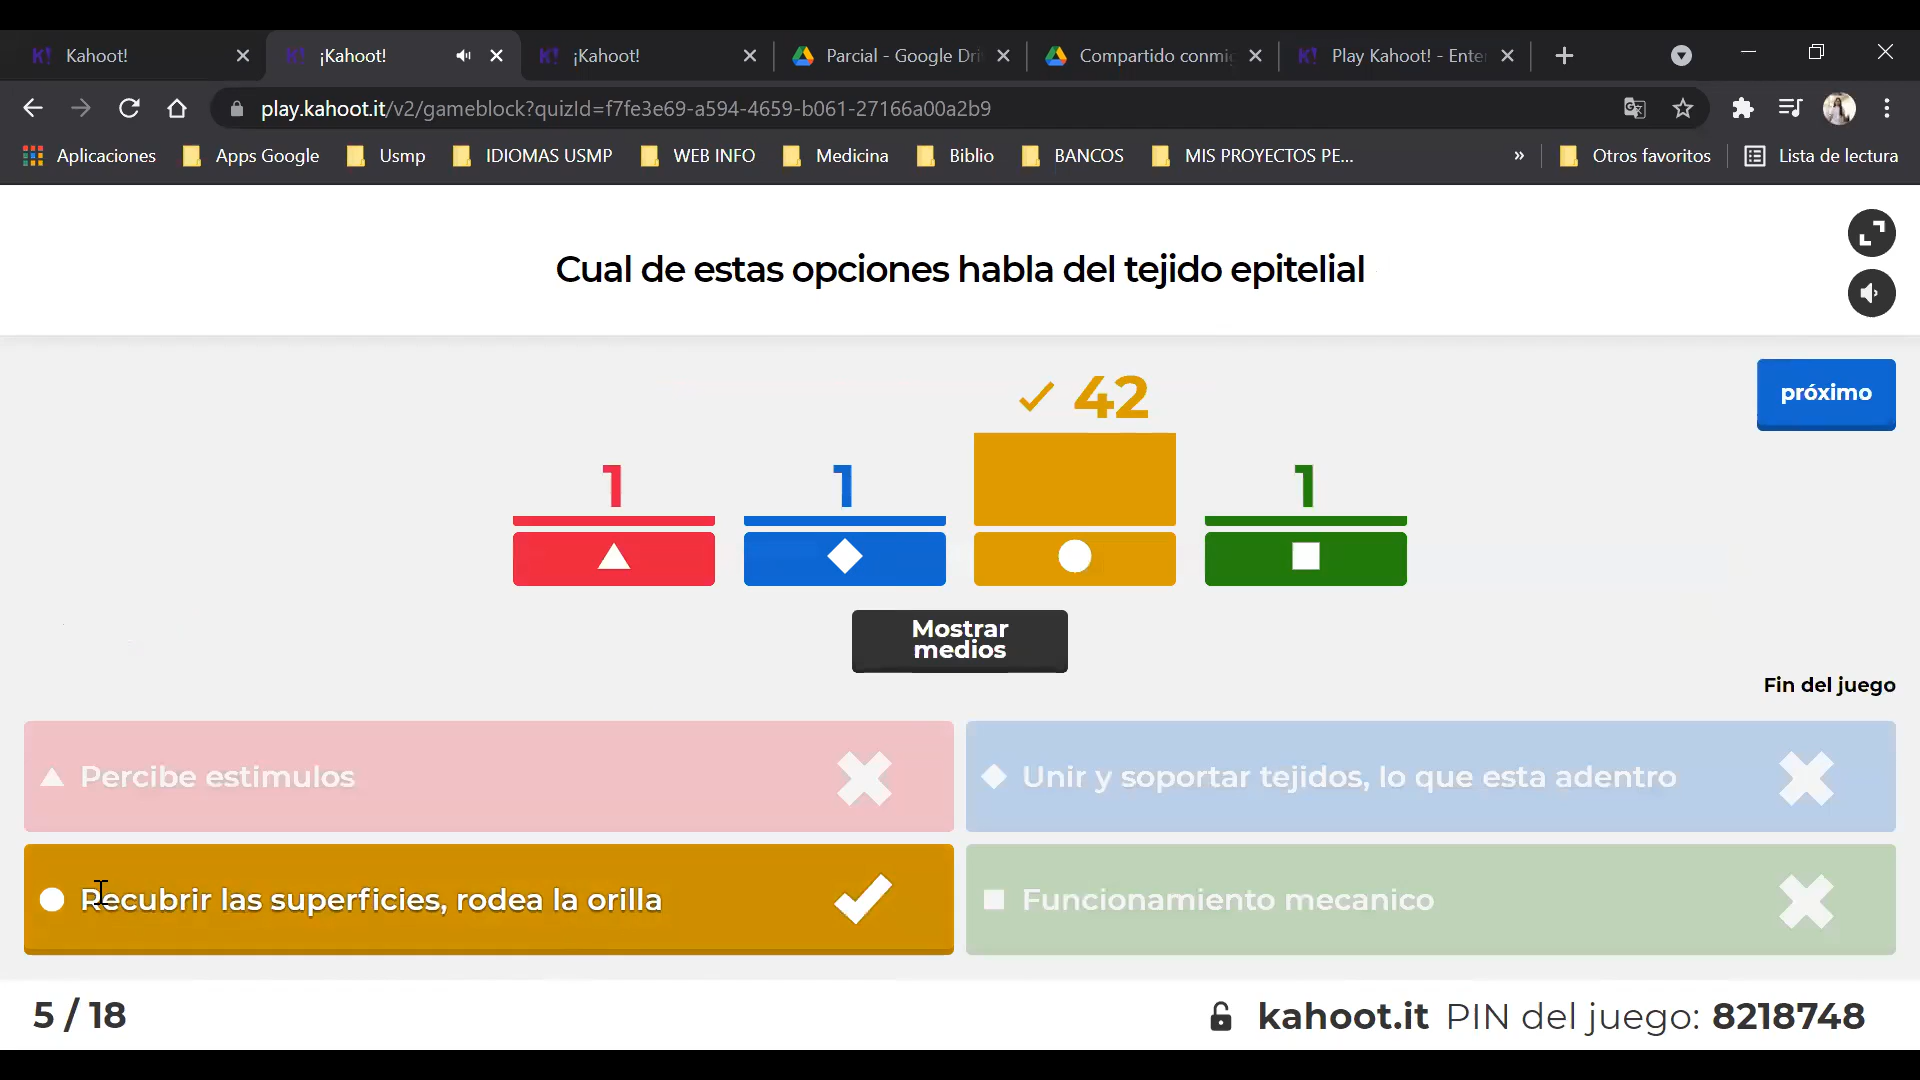 Kahoot!
¡Kahoot!
¡Kahoot!
Parcial - Google Dri
Compartido conmi
Play Kahoot! - Ente
play.kahoot.it/v2/gameblock?quizId=f7fe3e69-a594-4659-b061-27166a00a2b9
Aplicaciones
Apps Google
Usmp
IDIOMAS USMP
WEB INFO
Medicina
Biblio
BANCOS
MIS PROYECTOS PE...
»
Otros favoritos
Lista de lectura
Cual de estas opciones habla del tejido epitelial
próximo
1
1
42
1
Mostrar
medios
Fin del juego
Percibe estimulos
Unir y soportar tejidos, lo que esta adentro
Recubrir las superficies, rodea la orilla
Funcionamiento mecanico
5 / 18
kahoot.it PIN del juego: 8218748